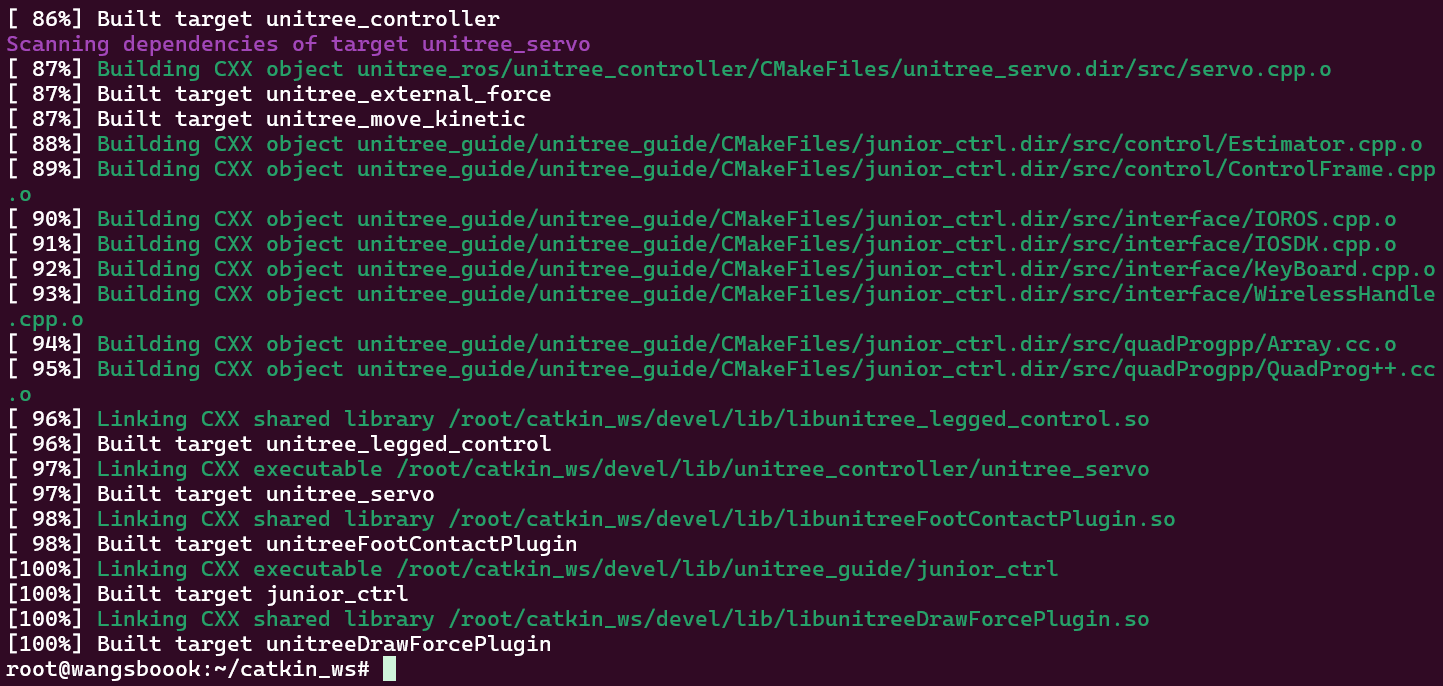 [ 86%] Built target unitree_controller
Scanning dependencies of target unitree_servo
[ 87%] Building CXX object unitree_ros/unitree_controller/CMakeFiles/unitree_servo.dir/src/servo.cpp.o
[ 87%] Built target unitree_external_force
[ 87%] Built target unitree_move_kinetic
[ 88%] Building CXX object unitree_guide/unitree_guide/CMakeFiles/junior_ctrl.dir/src/control/Estimator.cpp.o
[ 89%] Building CXX object unitree_guide/unitree_guide/CMakeFiles/junior_ctrl.dir/src/control/ControlFrame.cpp
.o
[ 90%] Building CXX object unitree_guide/unitree_guide/CMakeFiles/junior_ctrl.dir/src/interface/IOROS.cpp.o
[ 91%] Building CXX object unitree_guide/unitree_guide/CMakeFiles/junior_ctrl.dir/src/interface/IOSDK.cpp.o
[ 92%] Building CXX object unitree_guide/unitree_guide/CMakeFiles/junior_ctrl.dir/src/interface/KeyBoard.cpp.o
[ 93%] Building CXX object unitree_guide/unitree_guide/CMakeFiles/junior_ctrl.dir/src/interface/WirelessHandle
.cpp.o
[ 94%] Building CXX object unitree_guide/unitree_guide/CMakeFiles/junior_ctrl.dir/src/quadProgpp/Array.cc.o
[ 95%] Building CXX object unitree_guide/unitree_guide/CMakeFiles/junior_ctrl.dir/src/quadProgpp/QuadProg++.cc
.o
[ 96%] Linking CXX shared library /root/catkin_ws/devel/lib/libunitree_legged_control.so
[ 96%] Built target unitree_legged_control
[ 97%] Linking CXX executable /root/catkin_ws/devel/lib/unitree_controller/unitree_servo
[ 97%] Built target unitree_servo
[ 98%] Linking CXX shared library /root/catkin_ws/devel/lib/libunitreeFootContactPlugin.so
[ 98%] Built target unitreeFootContactPlugin
[100%] Linking CXX executable /root/catkin_ws/devel/lib/unitree_guide/junior_ctrl
[100%] Built target junior_ctrl
[100%] Linking CXX shared library /root/catkin_ws/devel/lib/libunitreeDrawForcePlugin.so
[100%] Built target unitreeDrawForcePlugin
root@wangsboook:~/catkin_ws#